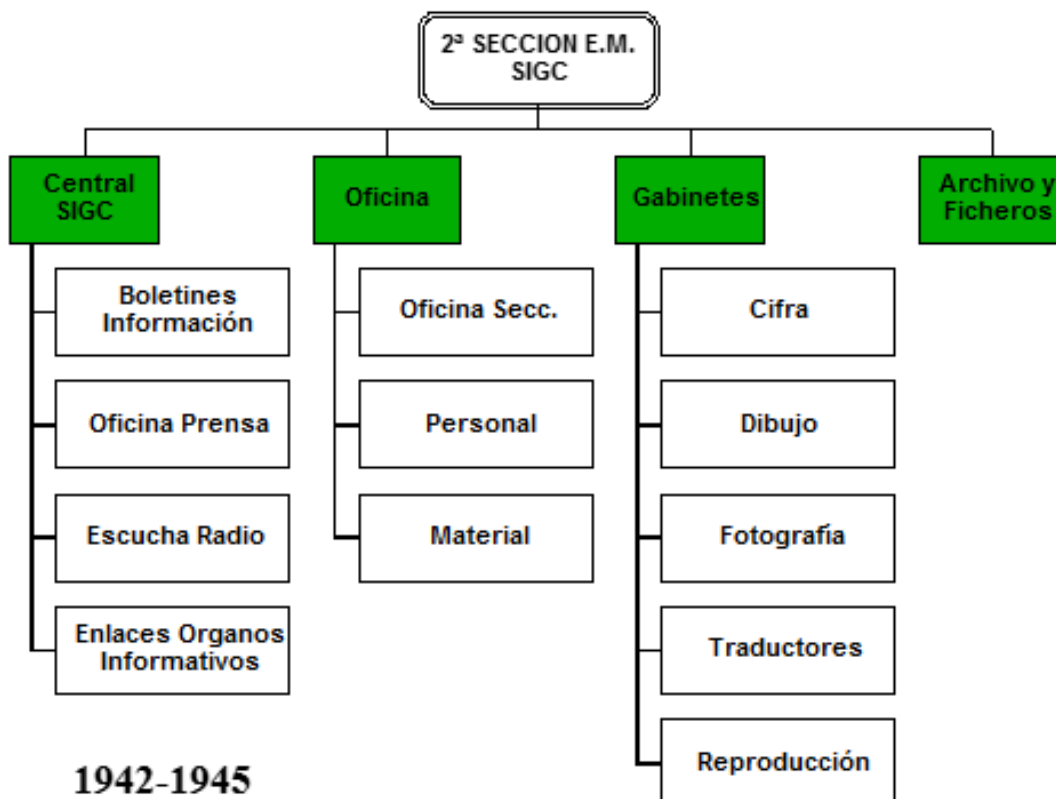 2ª SECCION E.M.
SIGC
Central
SIGC
Oficina
Gabinetes
Archivo y
Ficheros
Boletines
Información
Oficina Prensa
Escucha Radio
Enlaces Organos
Informativos
Oficina Secc.
Personal
Material
Cifra
Dibujo
Fotografía
Traductores
Reproducción
1942-1945